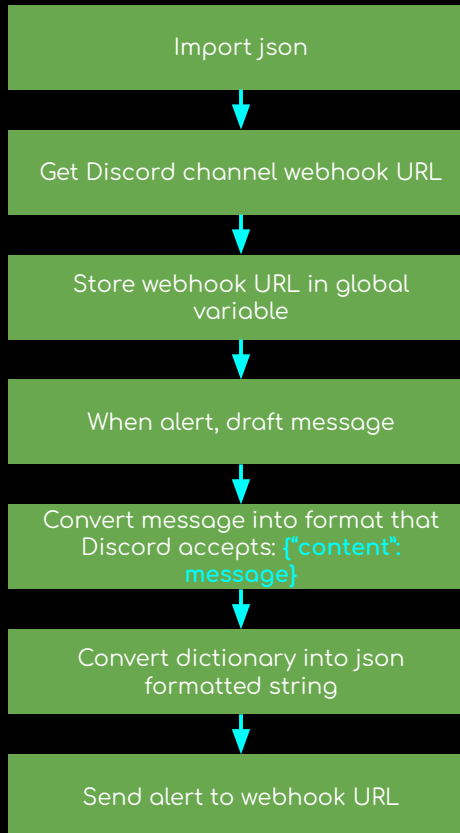 Import json
Get Discord channel webhook URL
Store webhook URL in global
variable
When alert, draft message
Convert message into format that
Discord accepts: {“content”:
message}
Convert dictionary into json
formatted string
Send alert to webhook URL